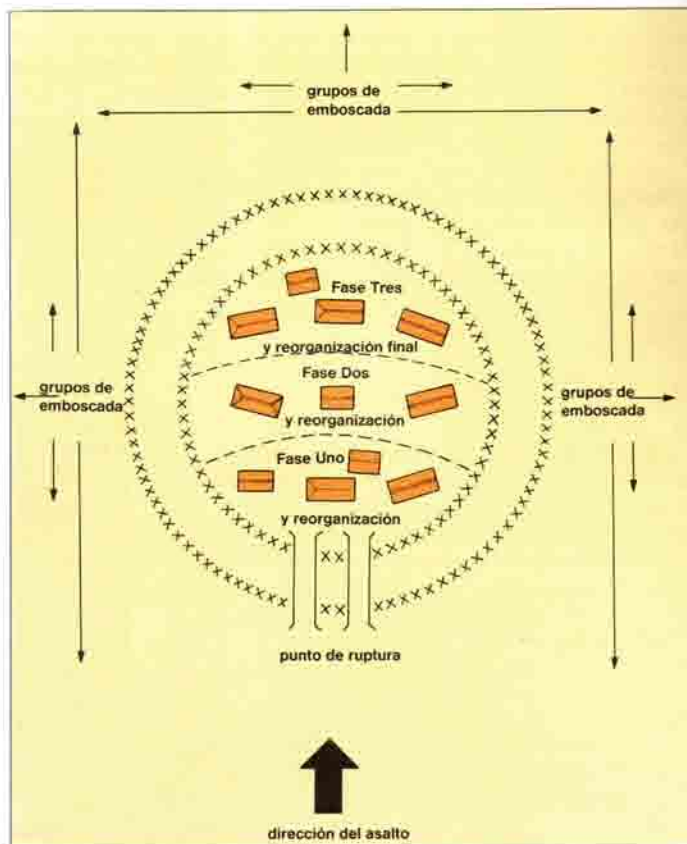 grupos de
emboscada
Fase Tres
y reorganización final
grupos de
emboscada
Fase Dos
grupos de
emboscada
y reorganización
Fase Uno
y reorganización
punto de ruptura
dirección del asalto